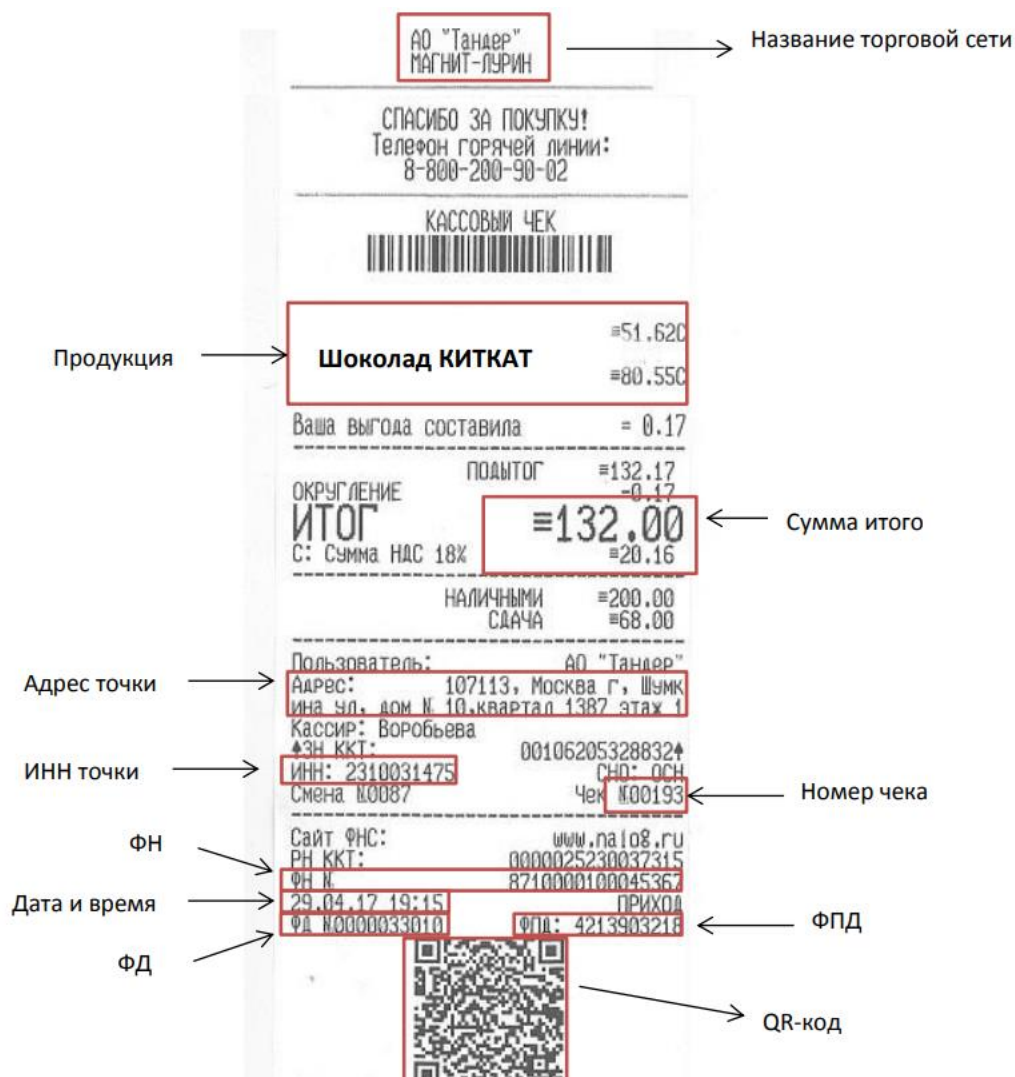 АО "Тандер"
МАГНИТ-ЛУРИН
Название торговой сети
СПАСИБО ЗА ПОКУПКУ!
Телефон горячей линии:
8-800-200-90-02
КАССОВЫЙ ЧЕК
≡51.62С
Продукция
Шоколад КИТКАТ
≡80.55С
Ваша выгода составила = 0.17
ПОДЫТОГ ≡132.17
ОКРУГЛЕНИЕ -0.17
ИТОГ ≡132.00
Сумма итого
С: Сумма НДС 18% ≡20.16
НАЛИЧНЫМИ ≡200.00
СДАЧА ≡68.00
Пользователь: АО "Тандер"
Адрес точки
Адрес: 107113, Москва г, Шумк
ина ул, дом № 10,квартал 1387 этаж 1
Кассир: Воробьева
ЗН ККТ: 00106205328832
ИНН точки
ИНН: 2310031475 СНО: ОСН
Смена №0087 Чек №00193
Номер чека
Сайт ФНС: www.nalog.ru
РН ККТ: 0000025230037315
ФН
ФН № 8710000100045367
Дата и время
29.04.17 19:15 ПРИХОД
ФД №0000033010 ФПД: 4213903218
ФПД
ФД
QR-код